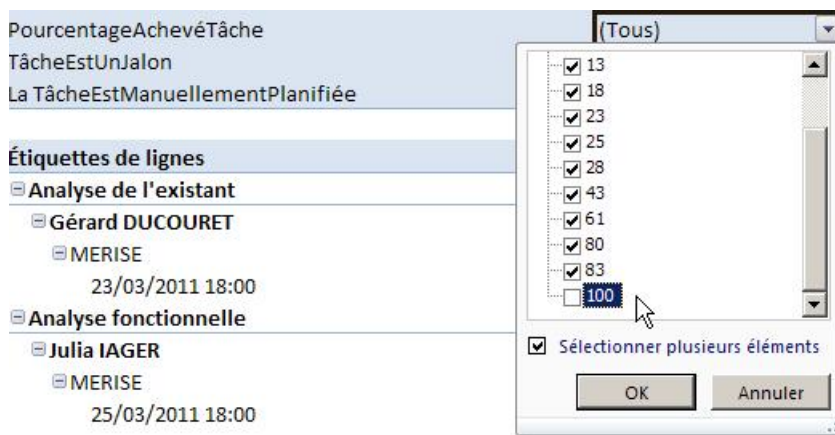 PourcentageAchevéTâche
(Tous)
TâcheEstUnJalon
La TâcheEstManuellementPlanifiée
Étiquettes de lignes
Analyse de l'existant
Gérard DUCOURET
MERISE
23/03/2011 18:00
Analyse fonctionnelle
Julia IAGER
MERISE
25/03/2011 18:00
13
18
23
25
28
43
61
80
83
100
Sélectionner plusieurs éléments
OK
Annuler